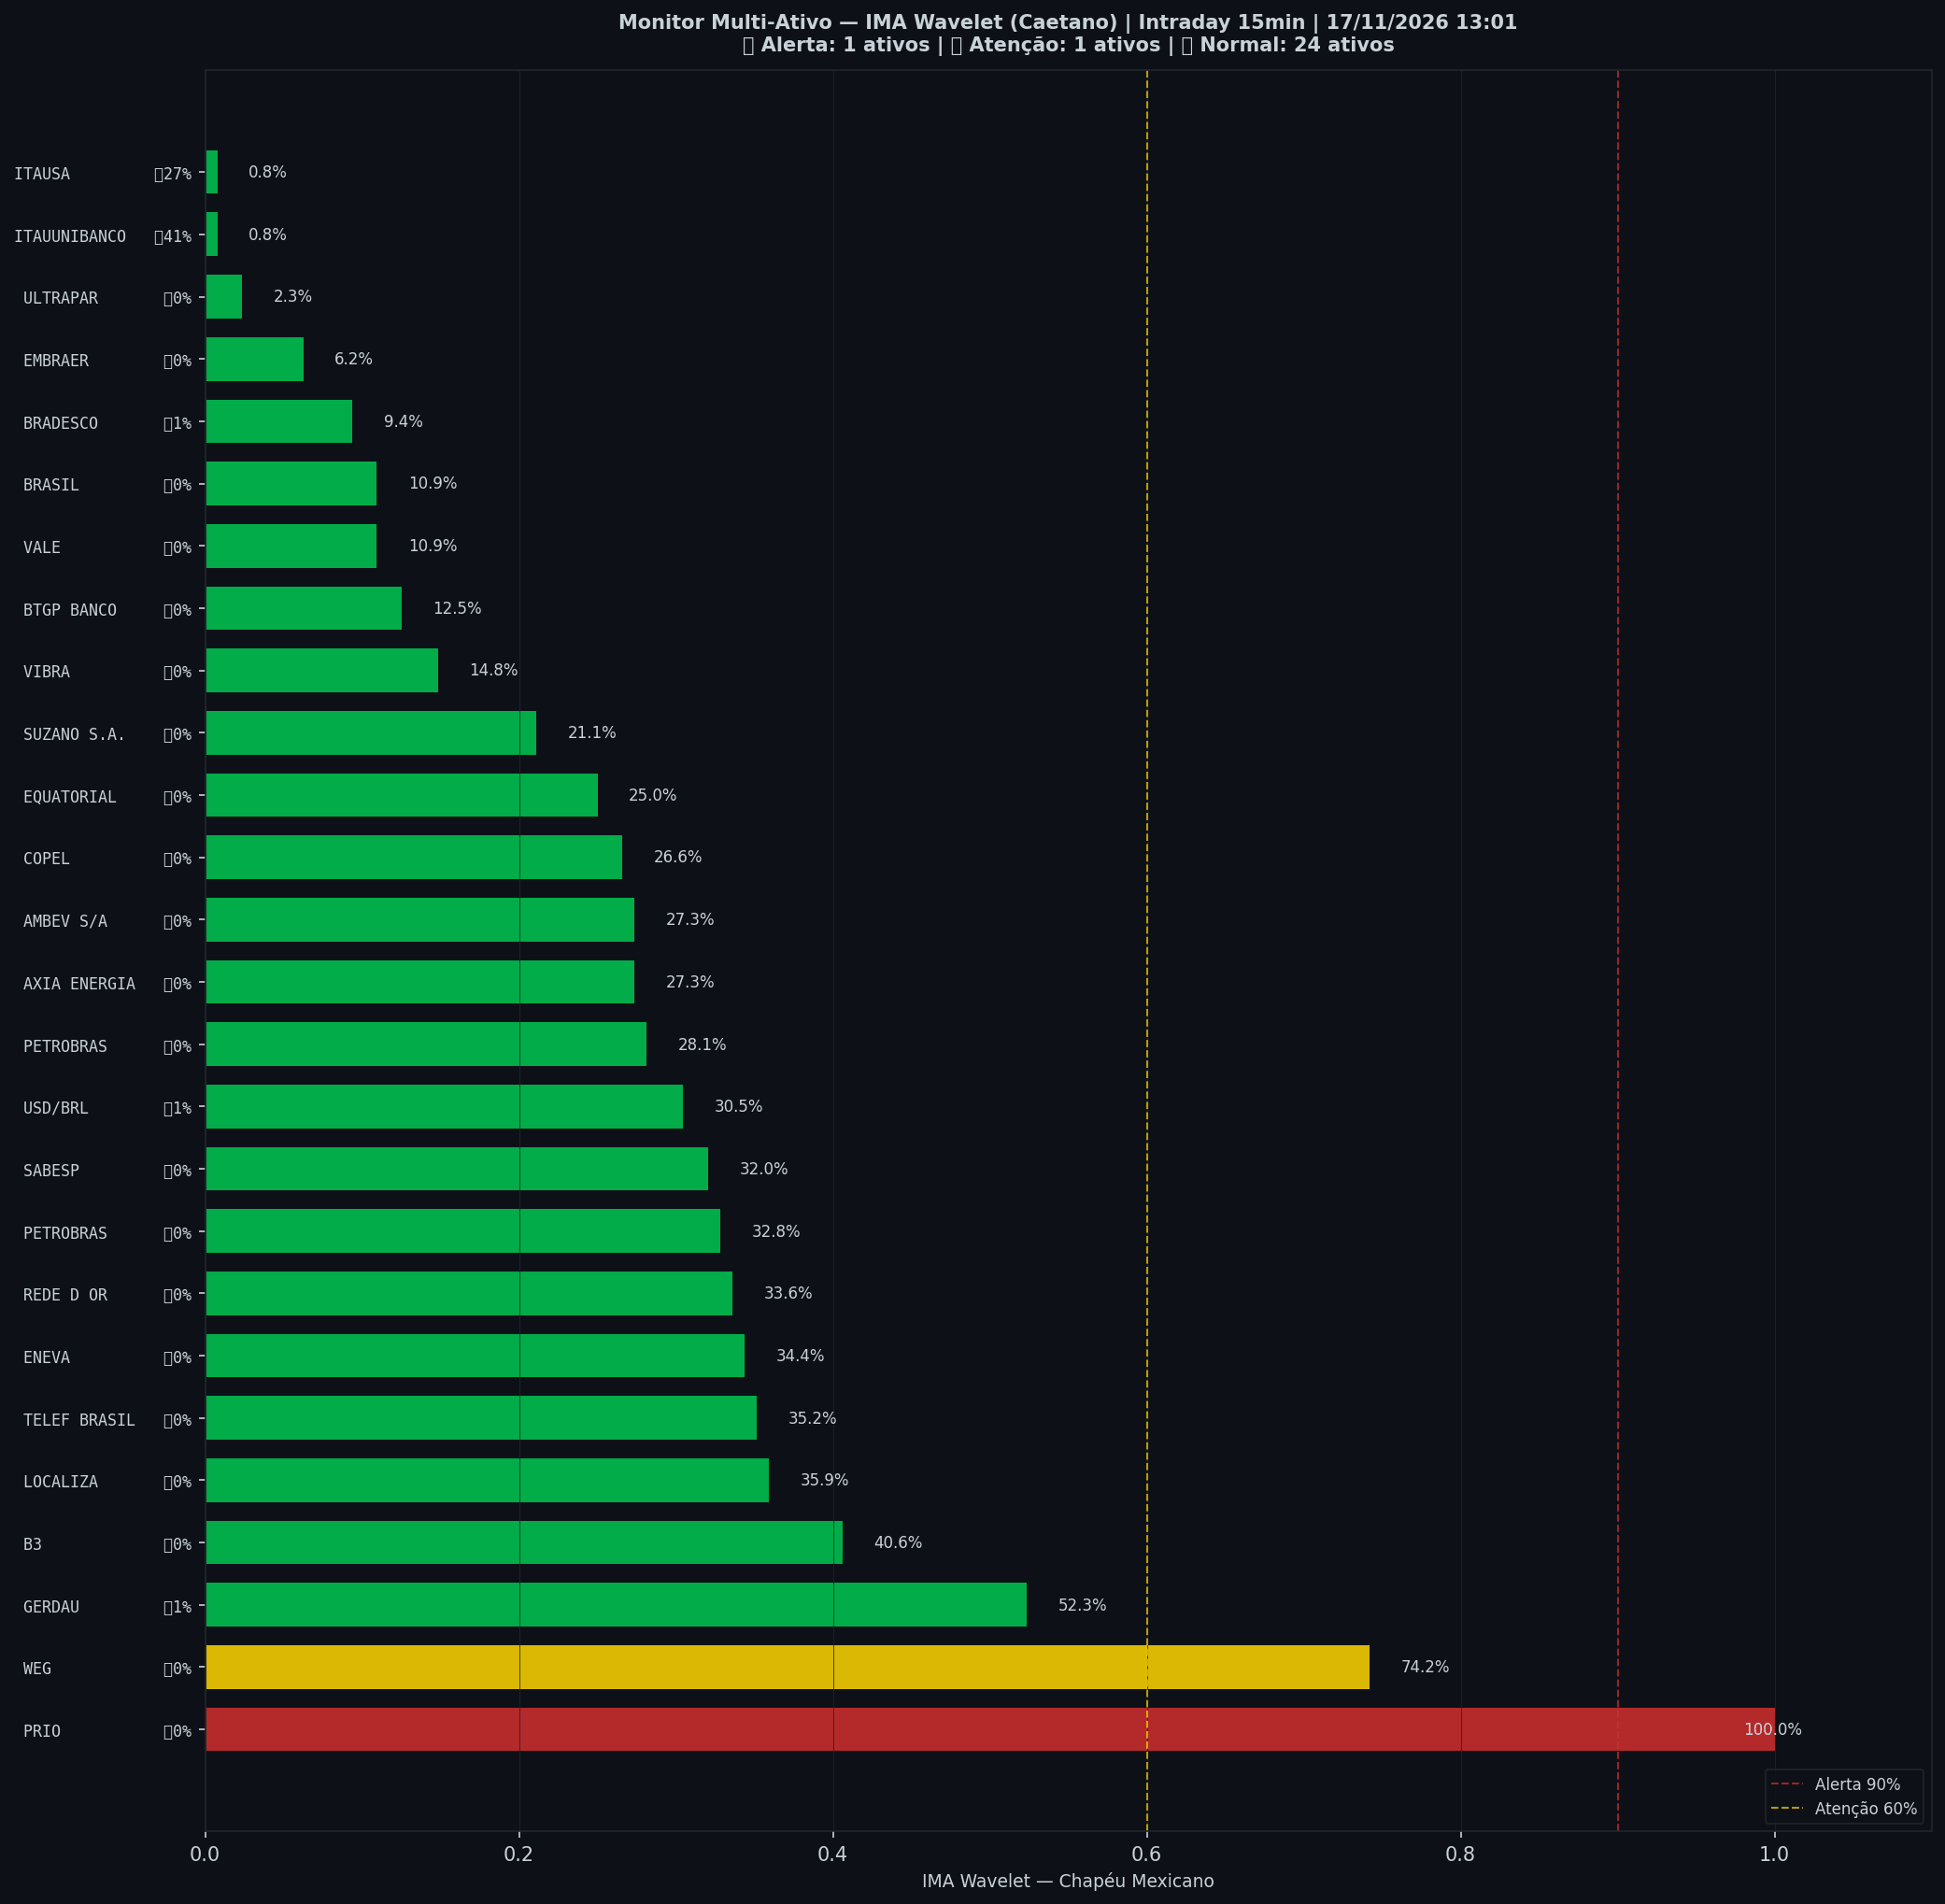 Monitor Multi-Ativo — IMA Wavelet (Caetano) | Intraday 15min | 17/11/2026 13:01
▯ Alerta: 1 ativos | ▯ Atenção: 1 ativos | ▯ Normal: 24 ativos
ITAUSA ▯27% 0.8%
ITAUUNIBANCO ▯41% 0.8%
ULTRAPAR ▯0% 2.3%
EMBRAER ▯0% 6.2%
BRADESCO ▯1% 9.4%
BRASIL ▯0% 10.9%
VALE ▯0% 10.9%
BTGP BANCO ▯0% 12.5%
VIBRA ▯0% 14.8%
SUZANO S.A. ▯0% 21.1%
EQUATORIAL ▯0% 25.0%
COPEL ▯0% 26.6%
AMBEV S/A ▯0% 27.3%
AXIA ENERGIA ▯0% 27.3%
PETROBRAS ▯0% 28.1%
USD/BRL ▯1% 30.5%
SABESP ▯0% 32.0%
PETROBRAS ▯0% 32.8%
REDE D OR ▯0% 33.6%
ENEVA ▯0% 34.4%
TELEF BRASIL ▯0% 35.2%
LOCALIZA ▯0% 35.9%
B3 ▯0% 40.6%
GERDAU ▯1% 52.3%
WEG ▯0% 74.2%
PRIO ▯0% 100.0%
Alerta 90%
Atenção 60%
0.0 0.2 0.4 0.6 0.8 1.0
IMA Wavelet — Chapéu Mexicano